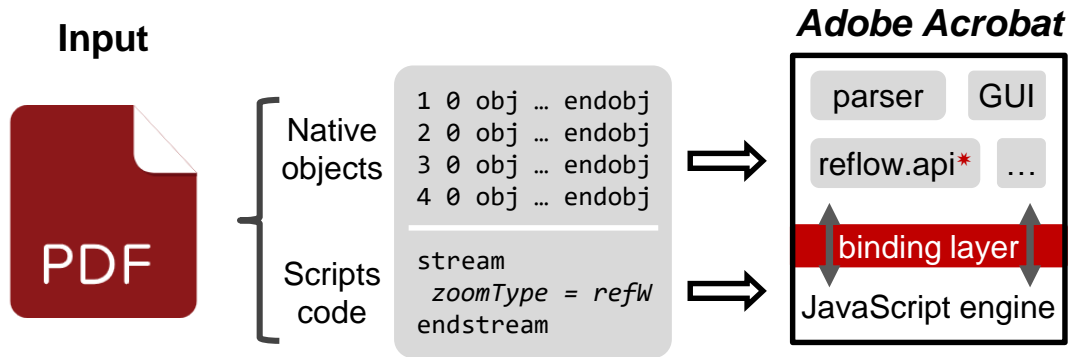 Input
PDF
Native
objects
Scripts
code
1 0 obj … endobj
2 0 obj … endobj
3 0 obj … endobj
4 0 obj … endobj
stream
zoomType = refW
endstream
Adobe Acrobat
parser
GUI
reflow.api*
…
binding layer
JavaScript engine